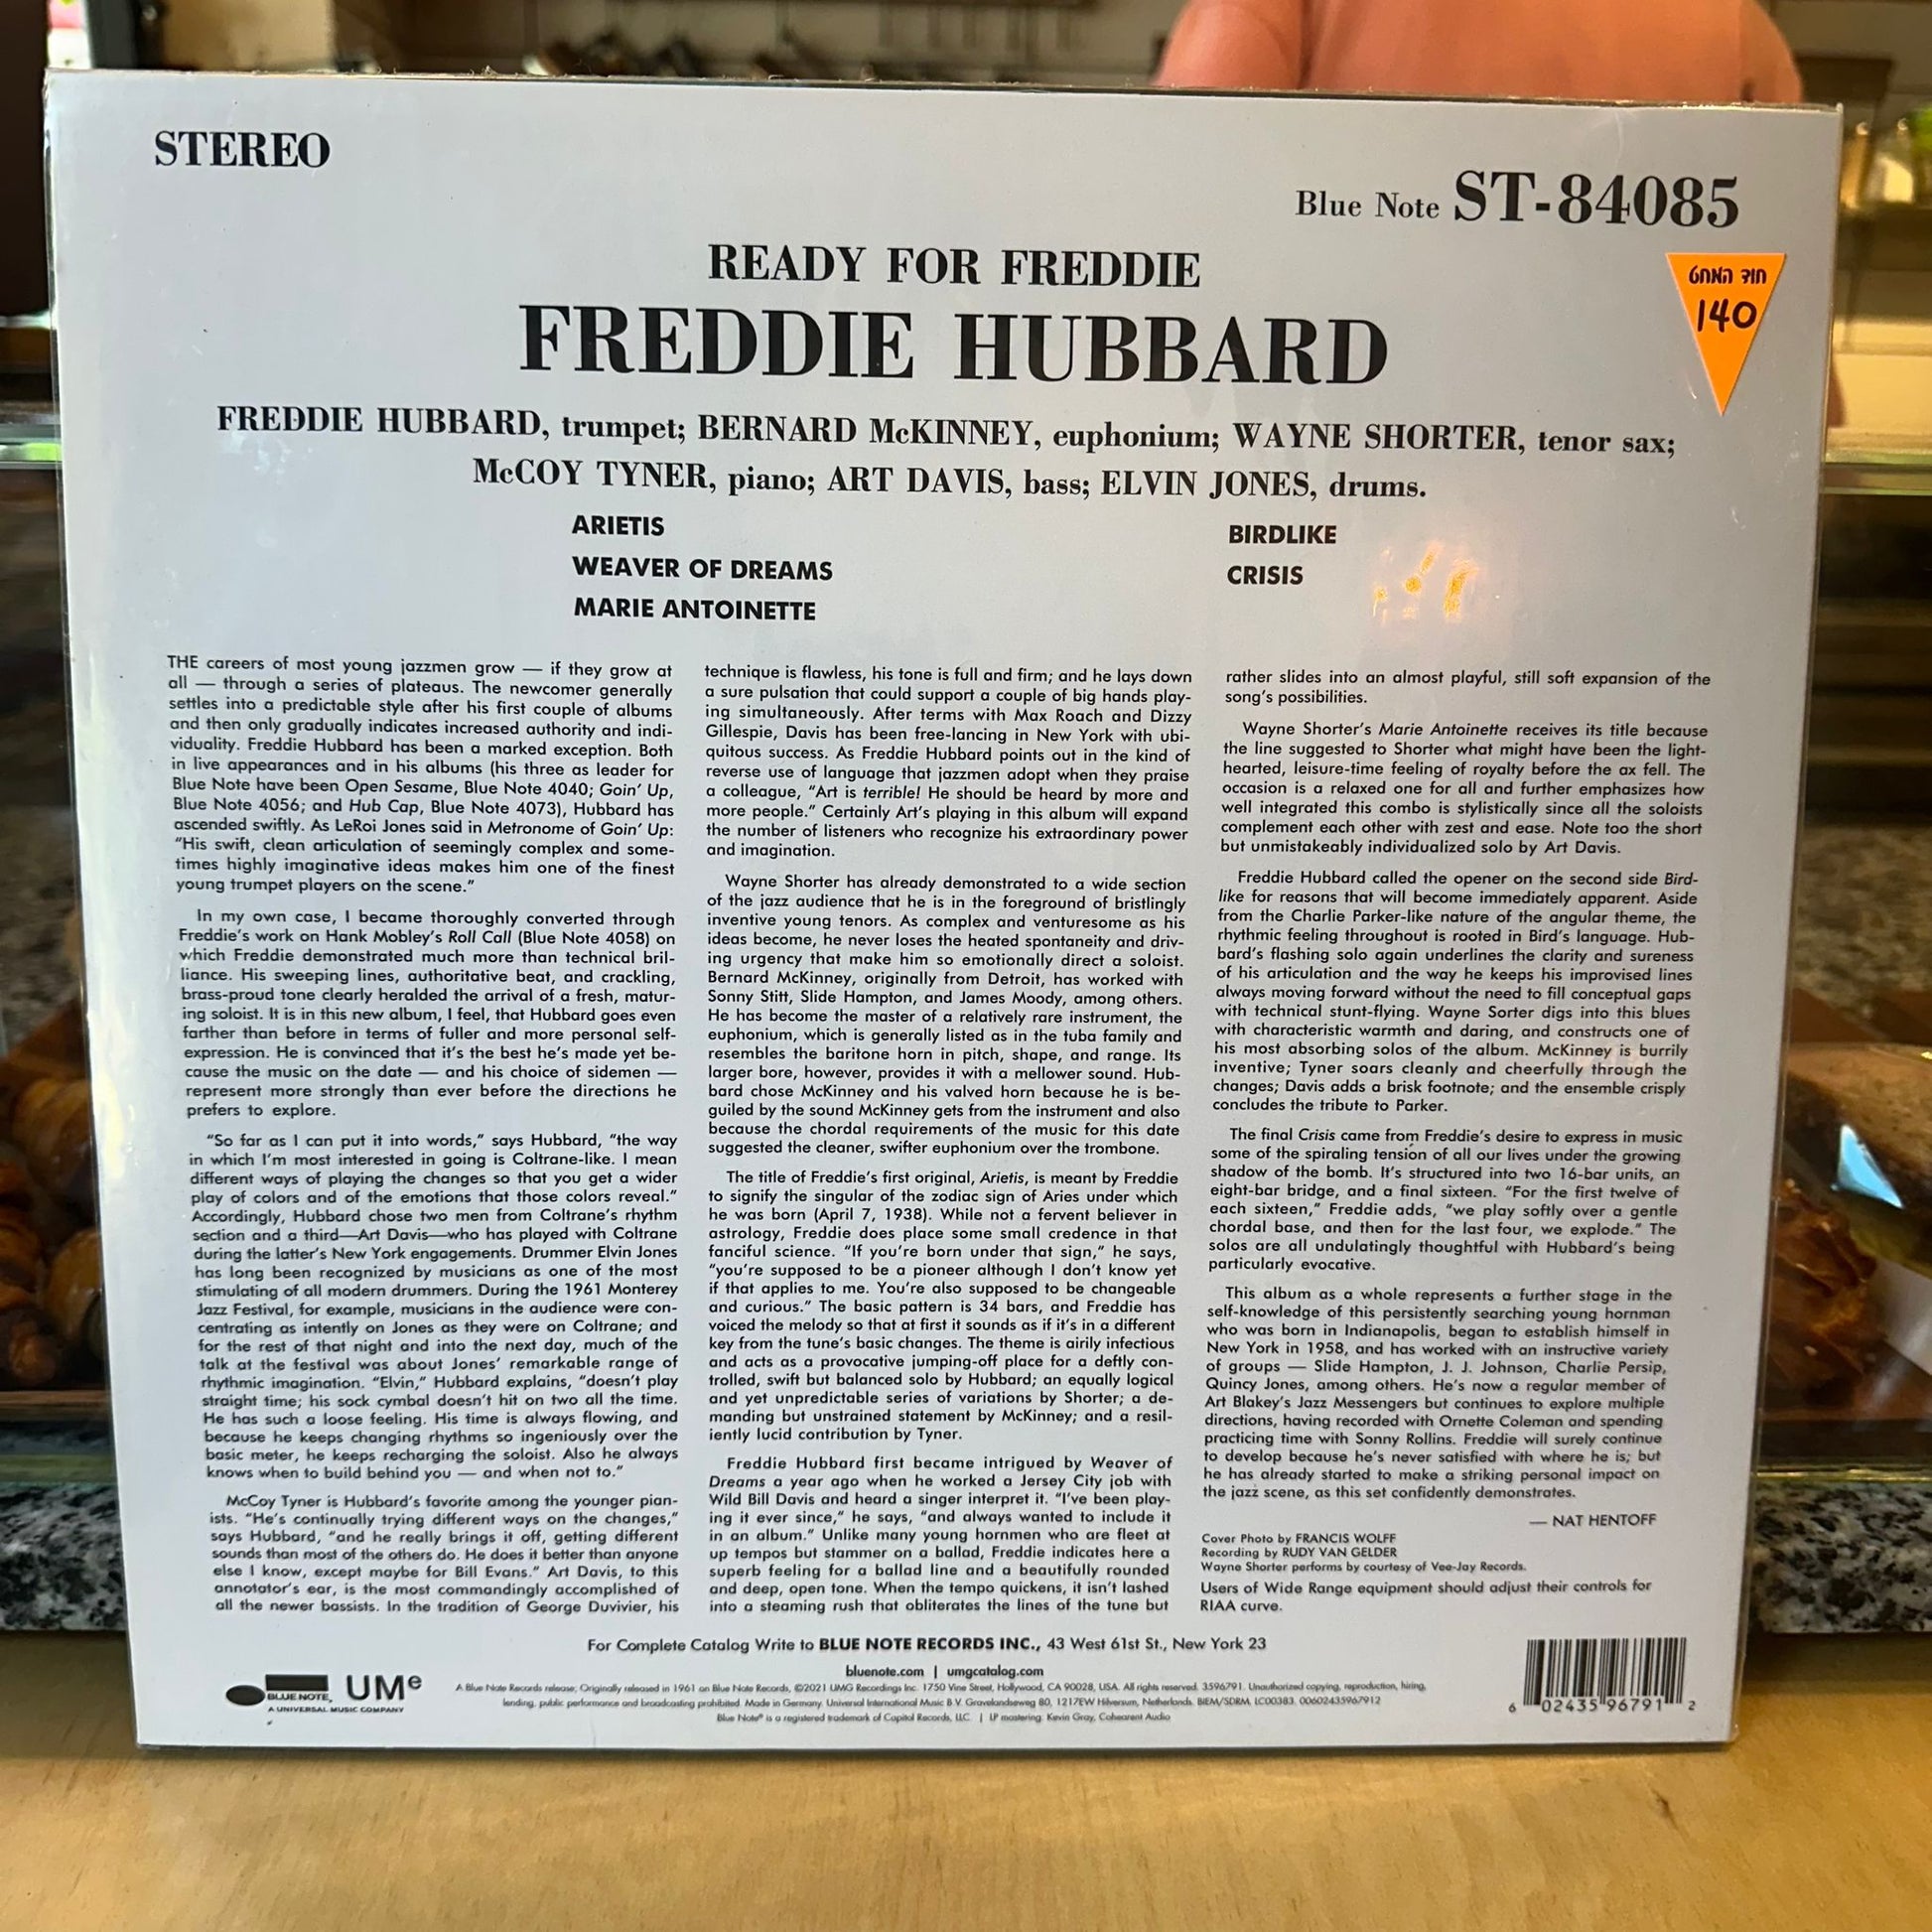 STEREO
Blue Note ST-84085
READY FOR FREDDIE
חוד המחט
140
FREDDIE HUBBARD
FREDDIE HUBBARD, trumpet; BERNARD McKINNEY, euphonium; WAYNE SHORTER, tenor sax;
McCOY TYNER, piano; ART DAVIS, bass; ELVIN JONES, drums.
ARIETIS
WEAVER OF DREAMS
MARIE ANTOINETTE
BIRDLIKE
CRISIS
THE careers of most young jazzmen grow — if they grow at
all — through a series of plateaus. The newcomer generally
settles into a predictable style after his first couple of albums
and then only gradually indicates increased authority and indi-
viduality. Freddie Hubbard has been a marked exception. Both
in live appearances and in his albums (his three as leader for
Blue Note have been Open Sesame, Blue Note 4040; Goin' Up,
Blue Note 4056; and Hub Cap, Blue Note 4073), Hubbard has
ascended swiftly. As LeRoi Jones said in Metronome of Goin' Up:
"His swift, clean articulation of seemingly complex and some-
times highly imaginative ideas makes him one of the finest
young trumpet players on the scene."
In my own case, I became thoroughly converted through
Freddie's work on Hank Mobley's Roll Call (Blue Note 4058) on
which Freddie demonstrated much more than technical bril-
liance. His sweeping lines, authoritative beat, and crackling,
brass-proud tone clearly heralded the arrival of a fresh, matur-
ing soloist. It is in this new album, I feel, that Hubbard goes even
farther than before in terms of fuller and more personal self-
expression. He is convinced that it's the best he's made yet be-
cause the music on the date — and his choice of sidemen —
represent more strongly than ever before the directions he
prefers to explore.
"So far as I can put it into words," says Hubbard, "the way
in which I'm most interested in going is Coltrane-like. I mean
different ways of playing the changes so that you get a wider
play of colors and of the emotions that those colors reveal."
Accordingly, Hubbard chose two men from Coltrane's rhythm
section and a third—Art Davis—who has played with Coltrane
during the latter's New York engagements. Drummer Elvin Jones
has long been recognized by musicians as one of the most
stimulating of all modern drummers. During the 1961 Monterey
Jazz Festival, for example, musicians in the audience were con-
centrating as intently on Jones as they were on Coltrane; and
for the rest of that night and into the next day, much of the
talk at the festival was about Jones' remarkable range of
rhythmic imagination. "Elvin," Hubbard explains, "doesn't play
straight time; his sock cymbal doesn't hit on two all the time.
He has such a loose feeling. His time is always flowing, and
because he keeps changing rhythms so ingeniously over the
basic meter, he keeps recharging the soloist. Also he always
knows when to build behind you — and when not to."
McCoy Tyner is Hubbard's favorite among the younger pian-
ists. "He's continually trying different ways on the changes,"
says Hubbard, "and he really brings it off, getting different
sounds than most of the others do. He does it better than anyone
else I know, except maybe for Bill Evans." Art Davis, to this
annotator's ear, is the most commandingly accomplished of
all the newer bassists. In the tradition of George Duvivier, his
technique is flawless, his tone is full and firm; and he lays down
a sure pulsation that could support a couple of big hands play-
ing simultaneously. After terms with Max Roach and Dizzy
Gillespie, Davis has been free-lancing in New York with ubi-
quitous success. As Freddie Hubbard points out in the kind of
reverse use of language that jazzmen adopt when they praise
a colleague, "Art is terrible! He should be heard by more and
more people." Certainly Art's playing in this album will expand
the number of listeners who recognize his extraordinary power
and imagination.
Wayne Shorter has already demonstrated to a wide section
of the jazz audience that he is in the foreground of bristlingly
inventive young tenors. As complex and venturesome as his
ideas become, he never loses the heated spontaneity and driv-
ing urgency that make him so emotionally direct a soloist.
Bernard McKinney, originally from Detroit, has worked with
Sonny Stitt, Slide Hampton, and James Moody, among others.
He has become the master of a relatively rare instrument, the
euphonium, which is generally listed as in the tuba family and
resembles the baritone horn in pitch, shape, and range. Its
larger bore, however, provides it with a mellower sound. Hub-
bard chose McKinney and his valved horn because he is be-
guiled by the sound McKinney gets from the instrument and also
because the chordal requirements of the music for this date
suggested the cleaner, swifter euphonium over the trombone.
The title of Freddie's first original, Arietis, is meant by Freddie
to signify the singular of the zodiac sign of Aries under which
he was born (April 7, 1938). While not a fervent believer in
astrology, Freddie does place some small credence in that
fanciful science. "If you're born under that sign," he says,
"you're supposed to be a pioneer although I don't know yet
if that applies to me. You're also supposed to be changeable
and curious." The basic pattern is 34 bars, and Freddie has
voiced the melody so that at first it sounds as if it's in a different
key from the tune's basic changes. The theme is airily infectious
and acts as a provocative jumping-off place for a deftly con-
trolled, swift but balanced solo by Hubbard; an equally logical
and yet unpredictable series of variations by Shorter; a de-
manding but unstrained statement by McKinney; and a resil-
iently lucid contribution by Tyner.
Freddie Hubbard first became intrigued by Weaver of
Dreams a year ago when he worked a Jersey City job with
Wild Bill Davis and heard a singer interpret it. "I've been play-
ing it ever since," he says, "and always wanted to include it
in an album." Unlike many young hornmen who are fleet at
up tempos but stammer on a ballad, Freddie indicates here a
superb feeling for a ballad line and a beautifully rounded
and deep, open tone. When the tempo quickens, it isn't lashed
into a steaming rush that obliterates the lines of the tune but
rather slides into an almost playful, still soft expansion of the
song's possibilities.
Wayne Shorter's Marie Antoinette receives its title because
the line suggested to Shorter what might have been the light-
hearted, leisure-time feeling of royalty before the ax fell. The
occasion is a relaxed one for all and further emphasizes how
well integrated this combo is stylistically since all the soloists
complement each other with zest and ease. Note too the short
but unmistakeably individualized solo by Art Davis.
Freddie Hubbard called the opener on the second side Bird-
like for reasons that will become immediately apparent. Aside
from the Charlie Parker-like nature of the angular theme, the
rhythmic feeling throughout is rooted in Bird's language. Hub-
bard's flashing solo again underlines the clarity and sureness
of his articulation and the way he keeps his improvised lines
always moving forward without the need to fill conceptual gaps
with technical stunt-flying. Wayne Sorter digs into this blues
with characteristic warmth and daring, and constructs one of
his most absorbing solos of the album. McKinney is burrily
inventive; Tyner soars cleanly and cheerfully through the
changes; Davis adds a brisk footnote; and the ensemble crisply
concludes the tribute to Parker.
The final Crisis came from Freddie's desire to express in music
some of the spiraling tension of all our lives under the growing
shadow of the bomb. It's structured into two 16-bar units, an
eight-bar bridge, and a final sixteen. "For the first twelve of
each sixteen," Freddie adds, "we play softly over a gentle
chordal base, and then for the last four, we explode." The
solos are all undulatingly thoughtful with Hubbard's being
particularly evocative.
This album as a whole represents a further stage in the
self-knowledge of this persistently searching young hornman
who was born in Indianapolis, began to establish himself in
New York in 1958, and has worked with an instructive variety
of groups — Slide Hampton, J. J. Johnson, Charlie Persip,
Quincy Jones, among others. He's now a regular member of
Art Blakey's Jazz Messengers but continues to explore multiple
directions, having recorded with Ornette Coleman and spending
practicing time with Sonny Rollins. Freddie will surely continue
to develop because he's never satisfied with where he is; but
he has already started to make a striking personal impact on
the jazz scene, as this set confidently demonstrates.
— NAT HENTOFF
Cover Photo by FRANCIS WOLFF
Recording by RUDY VAN GELDER
Wayne Shorter performs by courtesy of Vee-Jay Records.
Users of Wide Range equipment should adjust their controls for
RIAA curve.
For Complete Catalog Write to BLUE NOTE RECORDS INC., 43 West 61st St., New York 23
bluenote.com | umgcatalog.com
BLUE NOTE
A UNIVERSAL MUSIC COMPANY
UMe
A Blue Note Records release; Originally released in 1961 on Blue Note Records, ©2021 UMG Recordings Inc. 1750 Vine Street, Hollywood, CA 90028, USA. All rights reserved. 3596791. Unauthorized copying, reproduction, hiring,
lending, public performance and broadcasting prohibited. Made in Germany. Universal International Music B.V. Gravelandseweg 80, 1217EW Hilversum, Netherlands. BIEM/SDRM. LC00383. 00602435967912
Blue Note® is a registered trademark of Capitol Records, LLC. | LP mastering: Kevin Gray, Cohearent Audio
6 02435 96791 2